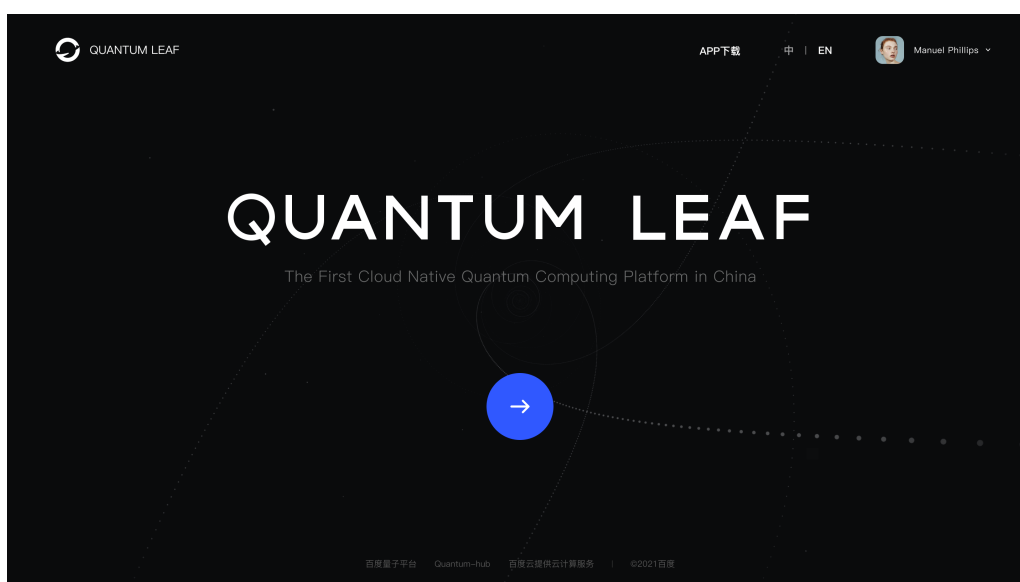 QUANTUM LEAF APP下载 中 | EN Manuel Phillips
QUANTUM LEAF
The First Cloud Native Quantum Computing Platform in China
百度量子平台 Quantum-hub 百度云提供云计算服务 | ©2021百度